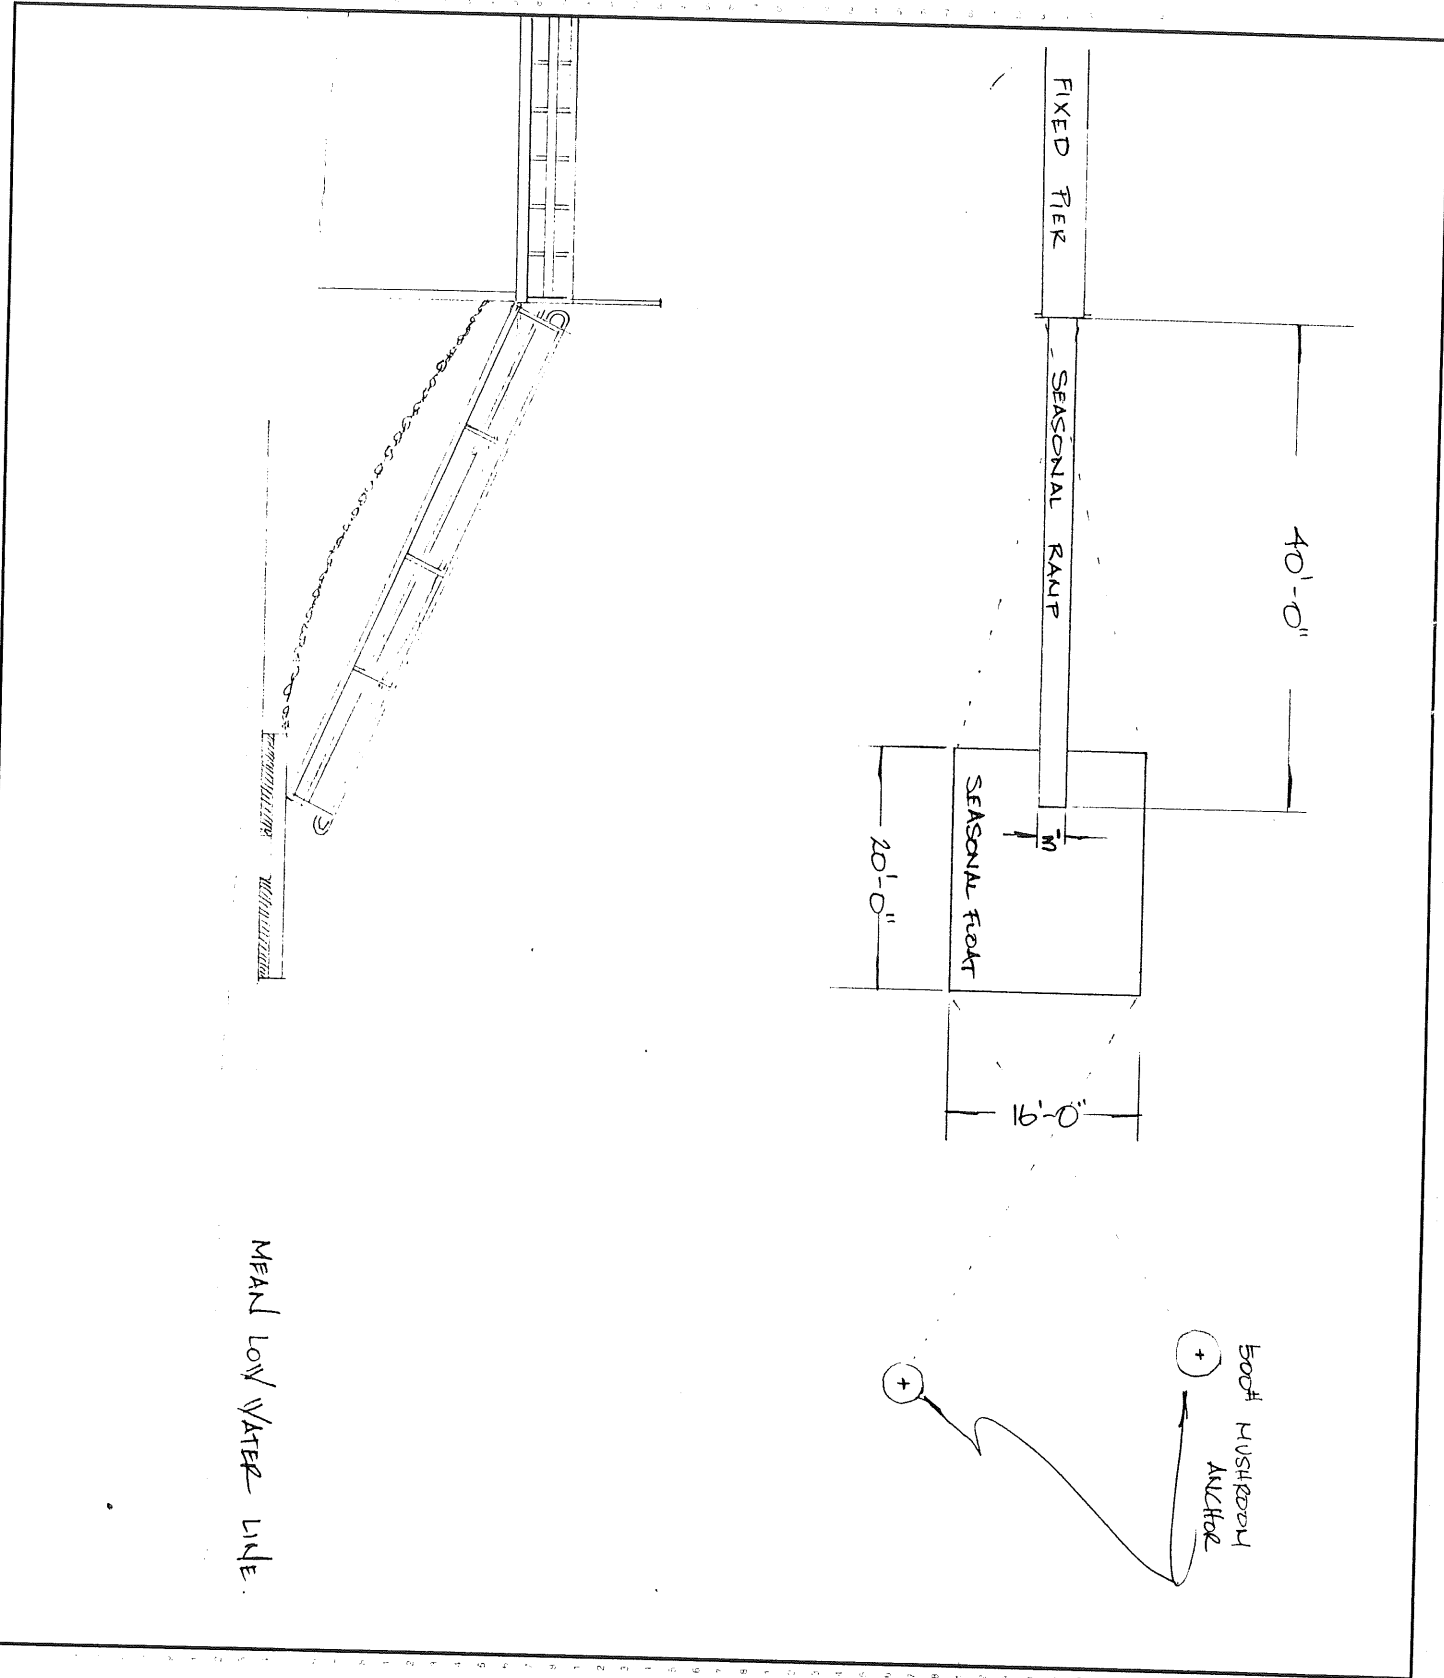 FIXED PIER
SEASONAL RAMP
40'-0"
3'
SEASONAL FLOAT
20'-0"
16'-0"
500# MUSHROOM
ANCHOR
MEAN LOW WATER LINE.